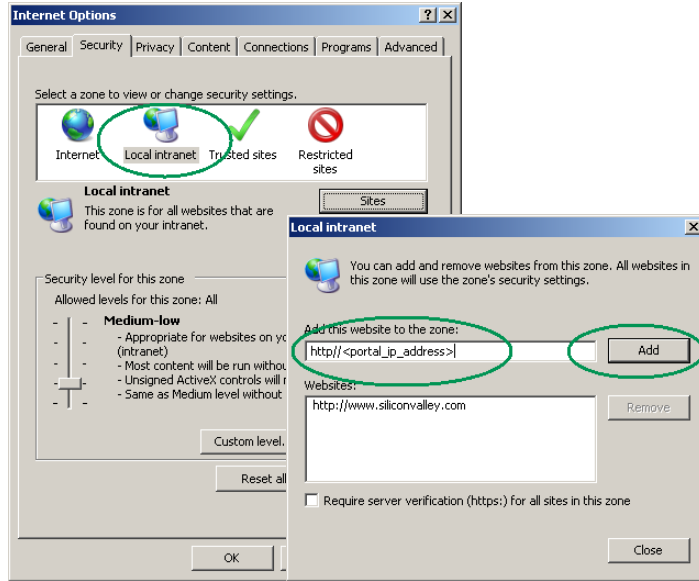 Internet Options
General Security Privacy Content Connections Programs Advanced
Select a zone to view or change security settings.
Internet Local intranet Trusted sites Restricted
sites
Local intranet
This zone is for all websites that are
found on your intranet.
Sites
Security level for this zone
Allowed levels for this zone: All
Medium-low
- Appropriate for websites on yo
(intranet)
- Most content will be run withou
- Unsigned ActiveX controls will
- Same as Medium level without
Custom level.
Reset all
OK
Local intranet
You can add and remove websites from this zone. All websites in
this zone will use the zone's security settings.
Add this website to the zone:
http//<portal_ip_address>
Add
Websites:
http://www.siliconvalley.com
Remove
Require server verification (https:) for all sites in this zone
Close